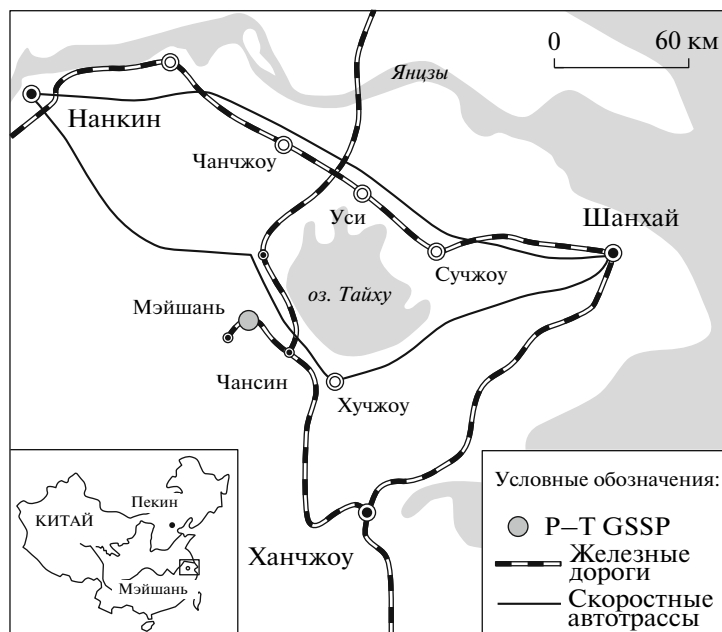 0 60 км
Янцзы
Нанкин
Чанчжоу
Уси
Шанхай
Сучжоу
оз. Тайху
Мэйшань
Чансин
Хучжоу
Ханчжоу
Пекин
КИТАЙ
Мэйшань
Условные обозначения:
P–T GSSP
Железные
дороги
Скоростные
автотрассы